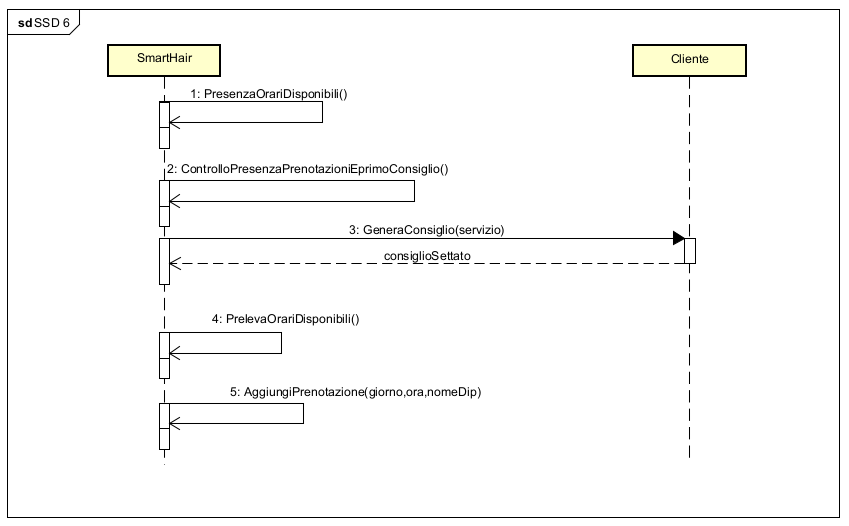 sd SSD 6
SmartHair
Cliente
1: PresenzaOrariDisponibili()
2: ControlloPresenzaPrenotazioniEprimoConsiglio()
3: GeneraConsiglio(servizio)
consiglioSettato
4: PrelevaOrariDisponibili()
5: AggiungiPrenotazione(giorno,ora,nomeDip)